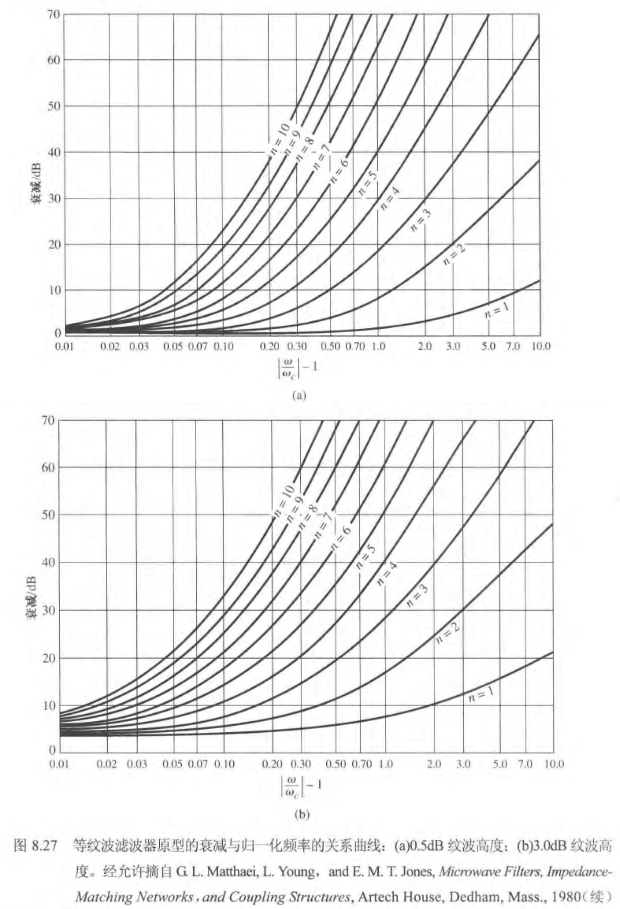 70
60
50
40
30
20
10
0
衰减/dB
n=10
n=9
n=8
n=7
n=6
n=5
n=4
n=3
n=2
n=1
0.01 0.02 0.03 0.05 0.07 0.10 0.20 0.30 0.50 0.70 1.0 2.0 3.0 5.0 7.0 10.0
|ω/ωc|-1
(a)
70
60
50
40
30
20
10
0
衰减/dB
n=10
n=9
n=8
n=7
n=6
n=5
n=4
n=3
n=2
n=1
0.01 0.02 0.03 0.05 0.07 0.10 0.20 0.30 0.50 0.70 1.0 2.0 3.0 5.0 7.0 10.0
|ω/ωc|-1
(b)
图 8.27 等纹波滤波器原型的衰减与归一化频率的关系曲线：(a)0.5dB 纹波高度；(b)3.0dB 纹波高
度。经允许摘自 G. L. Matthaei, L. Young，and E. M. T. Jones, Microwave Filters, Impedance-
Matching Networks, and Coupling Structures, Artech House, Dedham, Mass., 1980(续)